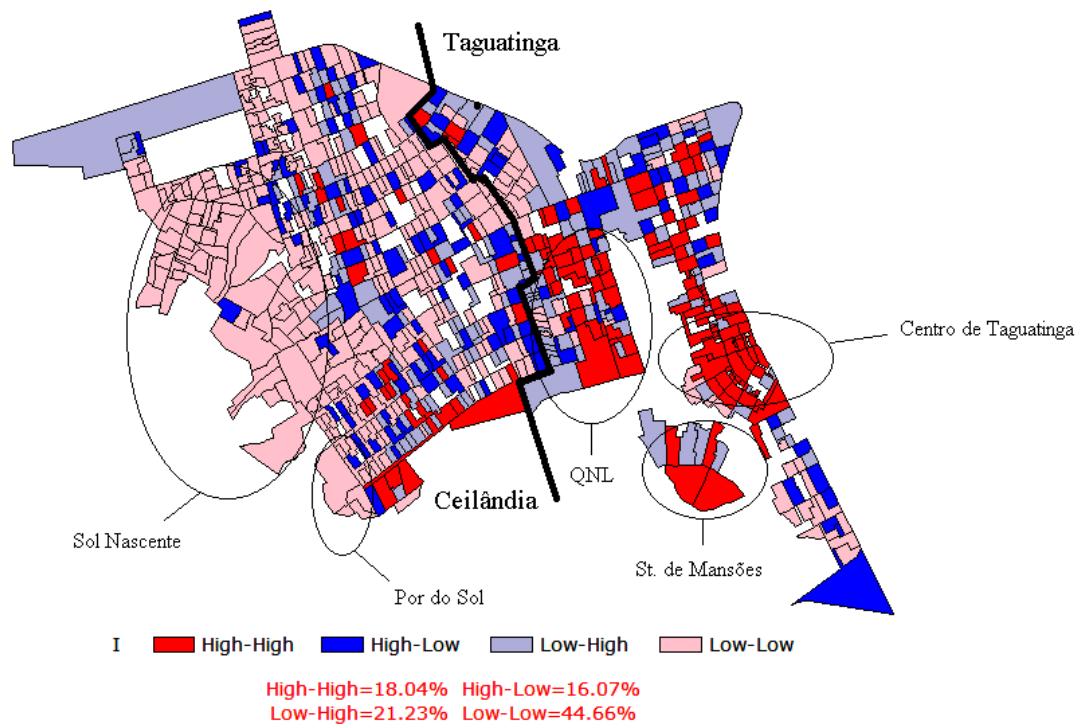 Taguatinga
Centro de Taguatinga
QNL
Ceilândia
Sol Nascente
St. de Mansões
Por do Sol
I High-High High-Low Low-High Low-Low
High-High=18.04% High-Low=16.07%
Low-High=21.23% Low-Low=44.66%